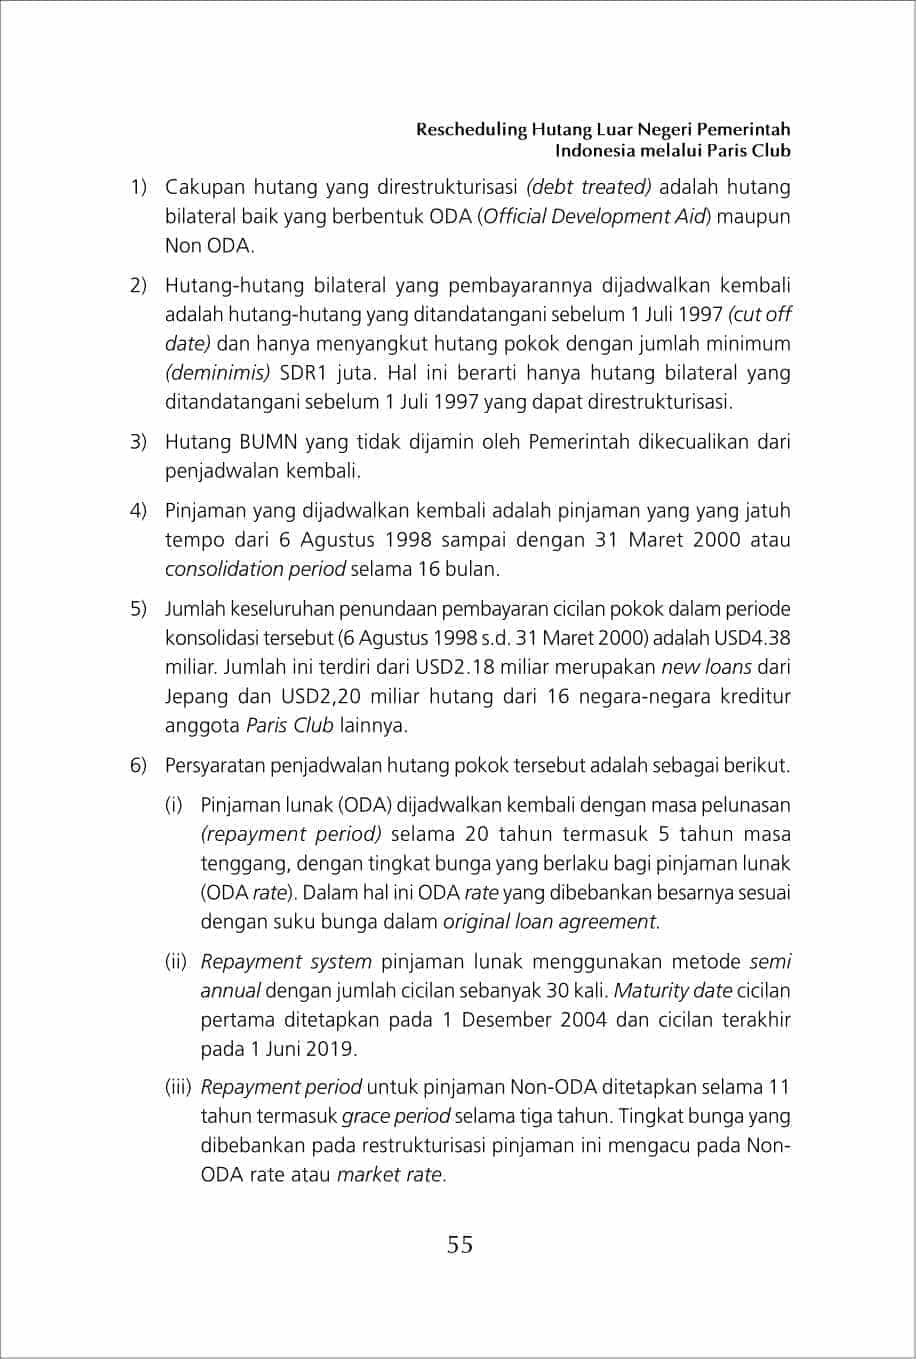 Rescheduling Hutang Luar Negeri Pemerintah
Indonesia melalui Paris Club
1) Cakupan hutang yang direstrukturisasi (debt treated) adalah hutang
bilateral baik yang berbentuk ODA (Official Development Aid) maupun
Non ODA.
2) Hutang-hutang bilateral yang pembayarannya dijadwalkan kembali
adalah hutang-hutang yang ditandatangani sebelum 1 Juli 1997 (cut off
date) dan hanya menyangkut hutang pokok dengan jumlah minimum
(deminimis) SDR1 juta. Hal ini berarti hanya hutang bilateral yang
ditandatangani sebelum 1 Juli 1997 yang dapat direstrukturisasi.
3) Hutang BUMN yang tidak dijamin oleh Pemerintah dikecualikan dari
penjadwalan kembali.
4) Pinjaman yang dijadwalkan kembali adalah pinjaman yang yang jatuh
tempo dari 6 Agustus 1998 sampai dengan 31 Maret 2000 atau
consolidation period selama 16 bulan.
5) Jumlah keseluruhan penundaan pembayaran cicilan pokok dalam periode
konsolidasi tersebut (6 Agustus 1998 s.d. 31 Maret 2000) adalah USD4.38
miliar. Jumlah ini terdiri dari USD2.18 miliar merupakan new loans dari
Jepang dan USD2,20 miliar hutang dari 16 negara-negara kreditur
anggota Paris Club lainnya.
6) Persyaratan penjadwalan hutang pokok tersebut adalah sebagai berikut.
(i) Pinjaman lunak (ODA) dijadwalkan kembali dengan masa pelunasan
(repayment period) selama 20 tahun termasuk 5 tahun masa
tenggang, dengan tingkat bunga yang berlaku bagi pinjaman lunak
(ODA rate). Dalam hal ini ODA rate yang dibebankan besarnya sesuai
dengan suku bunga dalam original loan agreement.
(ii) Repayment system pinjaman lunak menggunakan metode semi
annual dengan jumlah cicilan sebanyak 30 kali. Maturity date cicilan
pertama ditetapkan pada 1 Desember 2004 dan cicilan terakhir
pada 1 Juni 2019.
(iii) Repayment period untuk pinjaman Non-ODA ditetapkan selama 11
tahun termasuk grace period selama tiga tahun. Tingkat bunga yang
dibebankan pada restrukturisasi pinjaman ini mengacu pada Non-
ODA rate atau market rate.
55